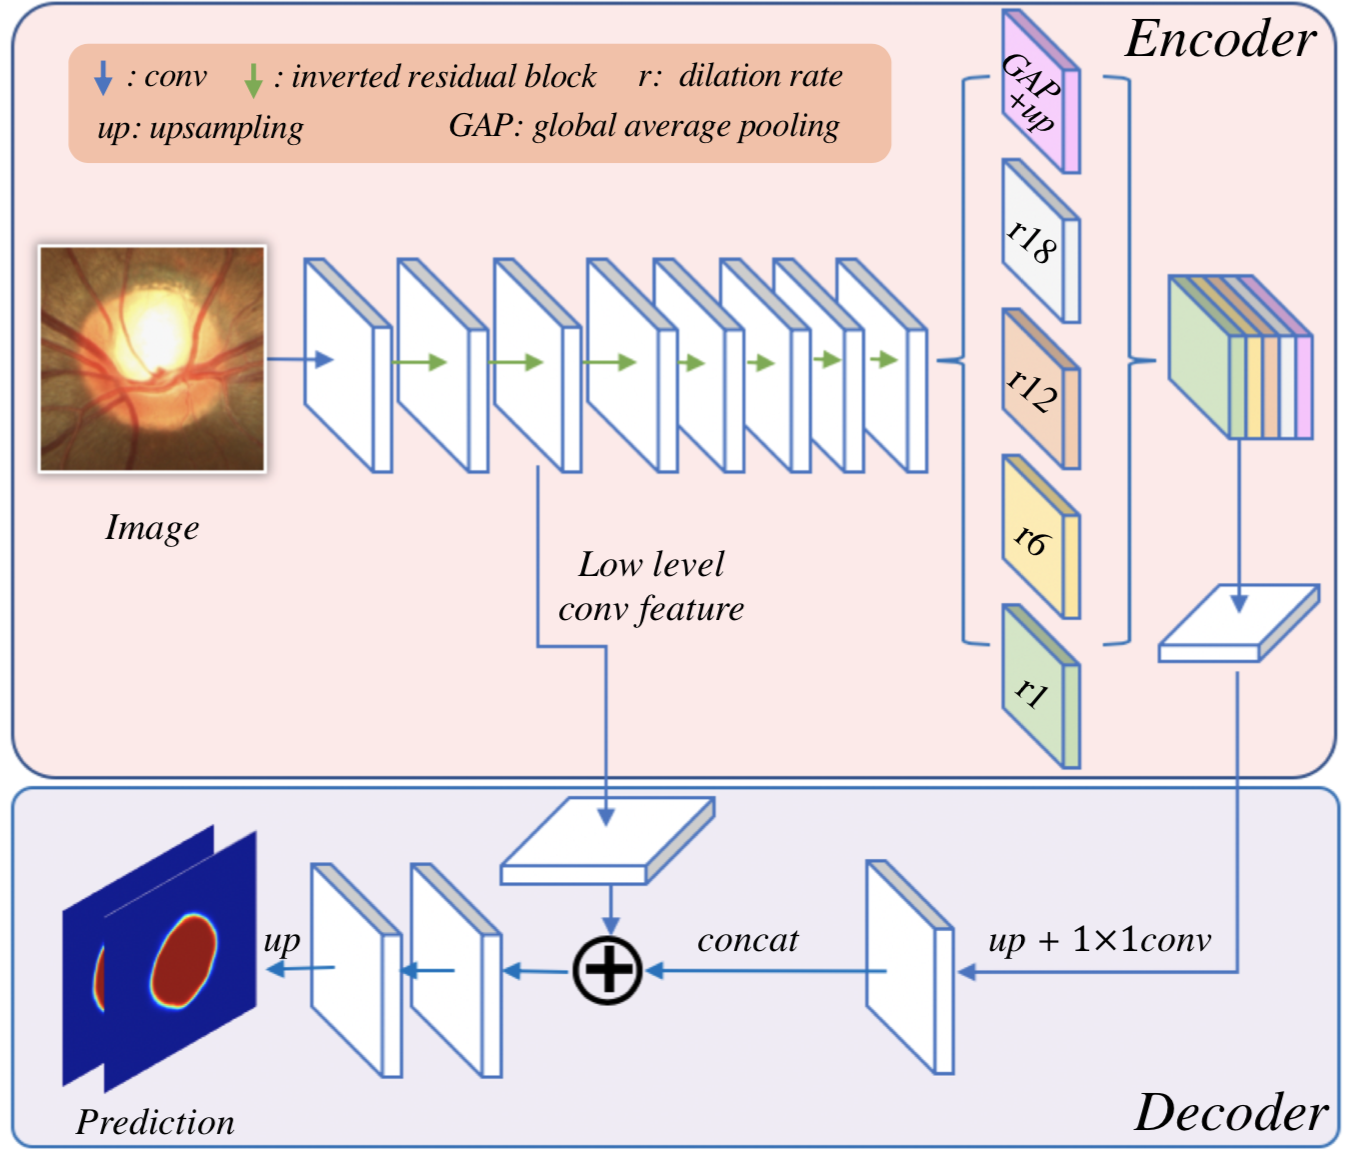 Encoder
: conv : inverted residual block r: dilation rate
up: upsampling GAP: global average pooling
GAP
+up
r18
r12
r6
r1
Image
Low level
conv feature
up concat up + 1×1conv
Prediction
Decoder